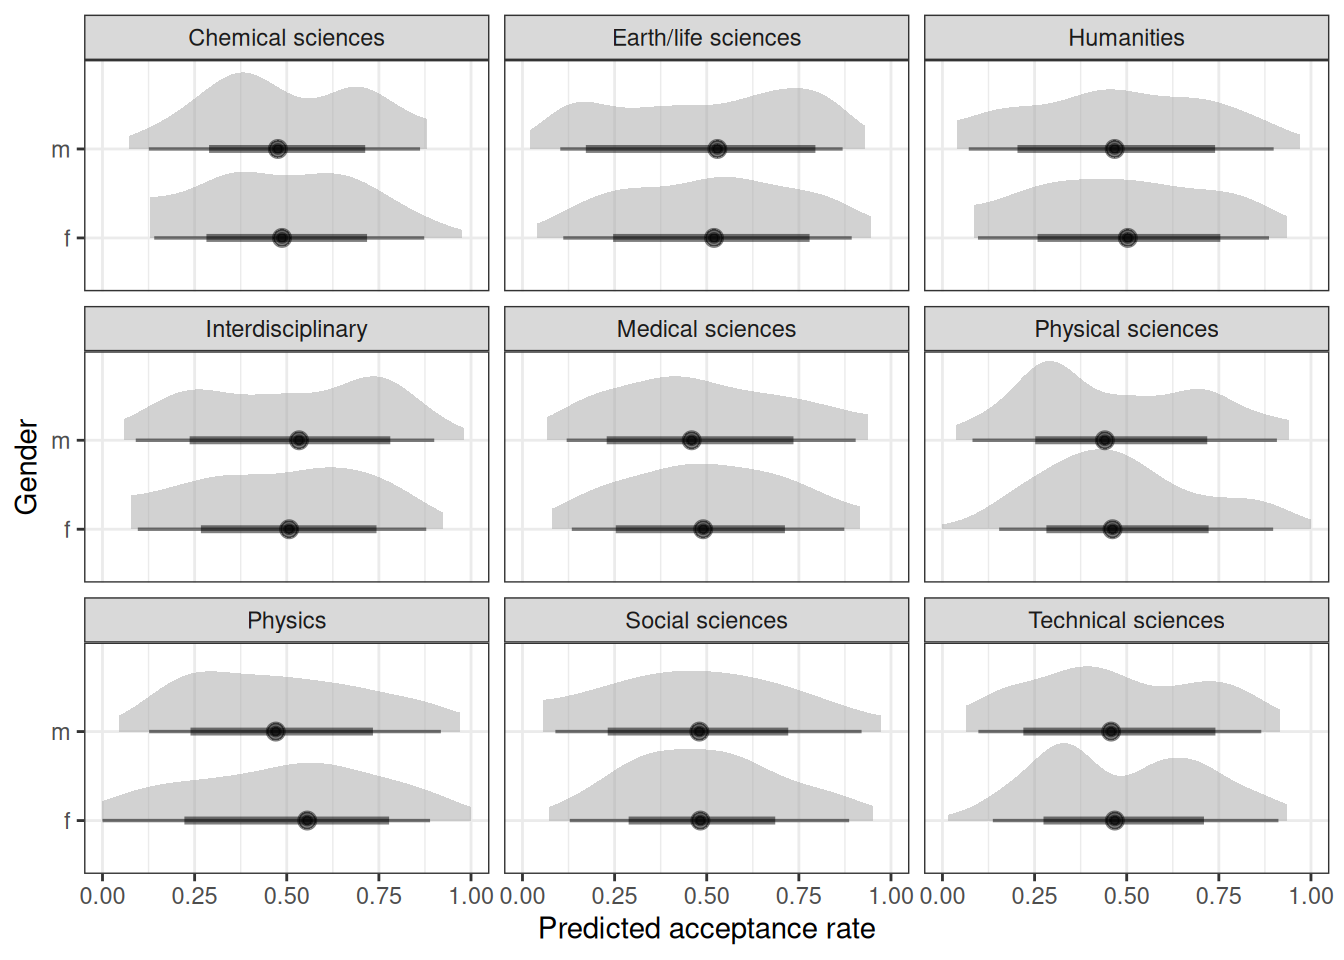 Chemical sciences
Earth/life sciences
Humanities
m
f
Interdisciplinary
Medical sciences
Physical sciences
Gender
m
f
Physics
Social sciences
Technical sciences
m
f
0.00 0.25 0.50 0.75 1.00 0.00 0.25 0.50 0.75 1.00 0.00 0.25 0.50 0.75 1.00
Predicted acceptance rate